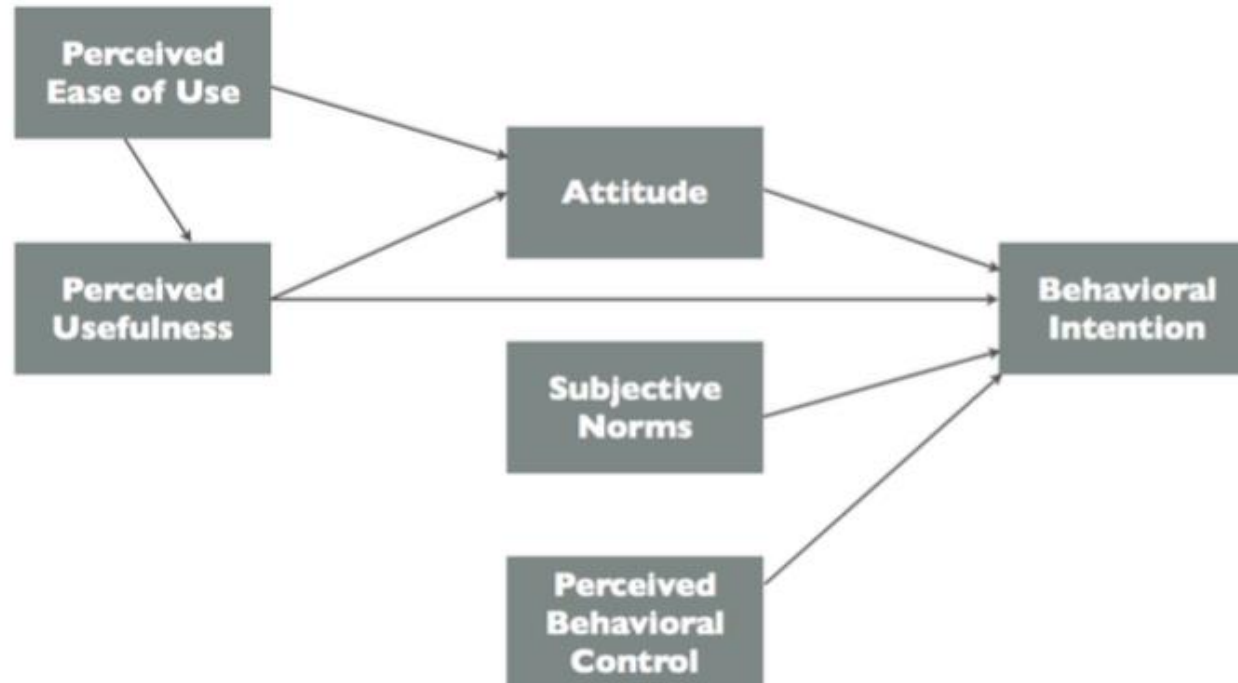 Perceived
Ease of Use
Attitude
Perceived
Usefulness
Behavioral
Intention
Subjective
Norms
Perceived
Behavioral
Control